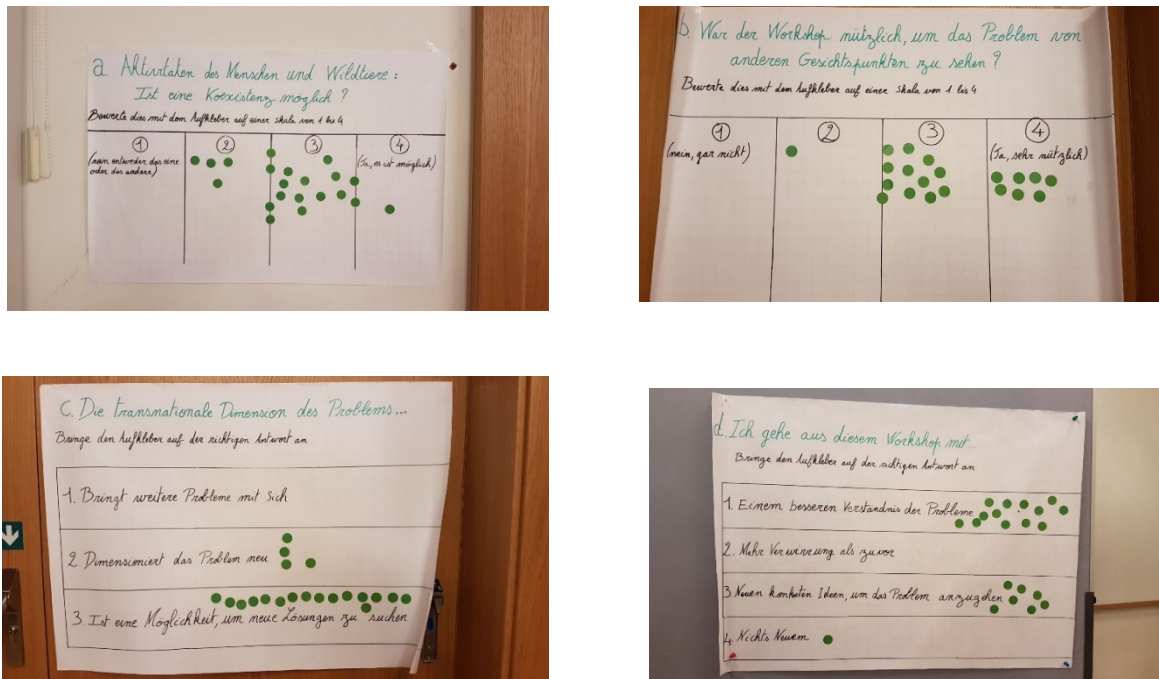 a Aktivitäten des Menschen und Wildtiere:
Ist eine Koexistenz möglich?
Bewerte dies mit dem Aufkleber auf einer Skala von 1 bis 4
1 2 3 4
(nein entweder das eine
oder das andere)
(Ja, es ist möglich)
b. War der Workshop nützlich, um das Problem von
anderen Gesichtspunkten zu sehen?
Bewerte dies mit dem Aufkleber auf einer Skala von 1 bis 4
1 2 3 4
(nein, gar nicht)
(Ja, sehr nützlich)
C. Die transnationale Dimension des Problems...
Bringe den Aufkleber auf der richtigen Antwort an
1. Bringt weitere Probleme mit sich
2. Dimensioniert das Problem neu
3. Ist eine Möglichkeit, um neue Lösungen zu suchen
d. Ich gehe aus diesem Workshop mit...
Bringe den Aufkleber auf der richtigen Antwort an
1. Einem besseren Verständnis der Probleme
2. Mehr Verwirrung als zuvor
3. Neuen konkreten Ideen, um das Problem anzugehen
4. Nichts Neuem